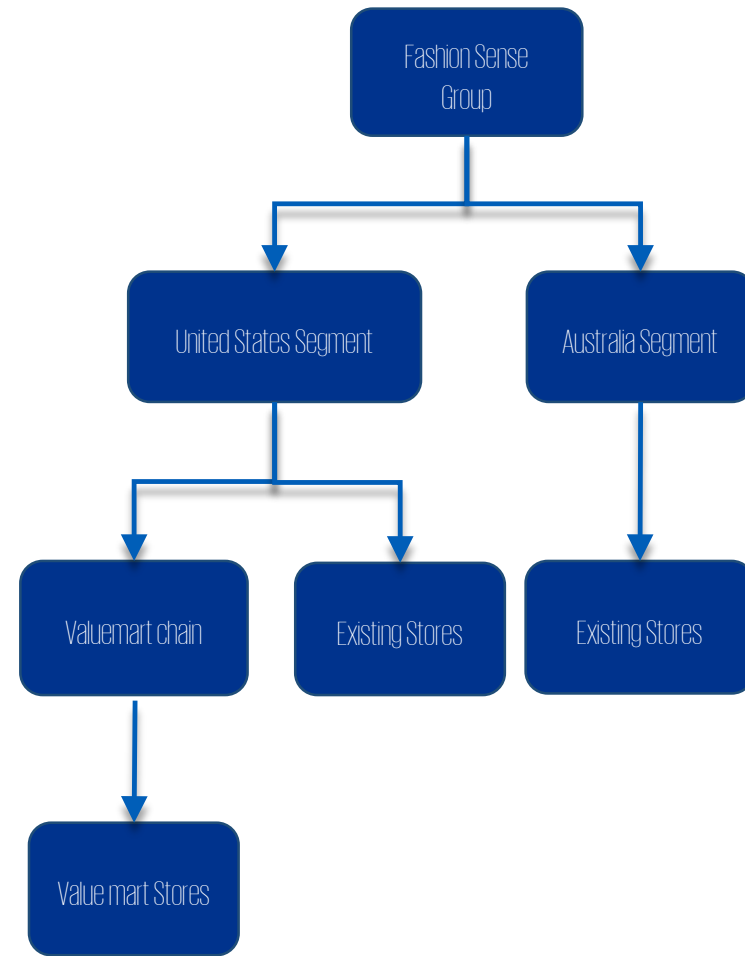 Fashion Sense
Group
United States Segment
Australia Segment
Valuemart chain
Existing Stores
Existing Stores
Value mart Stores